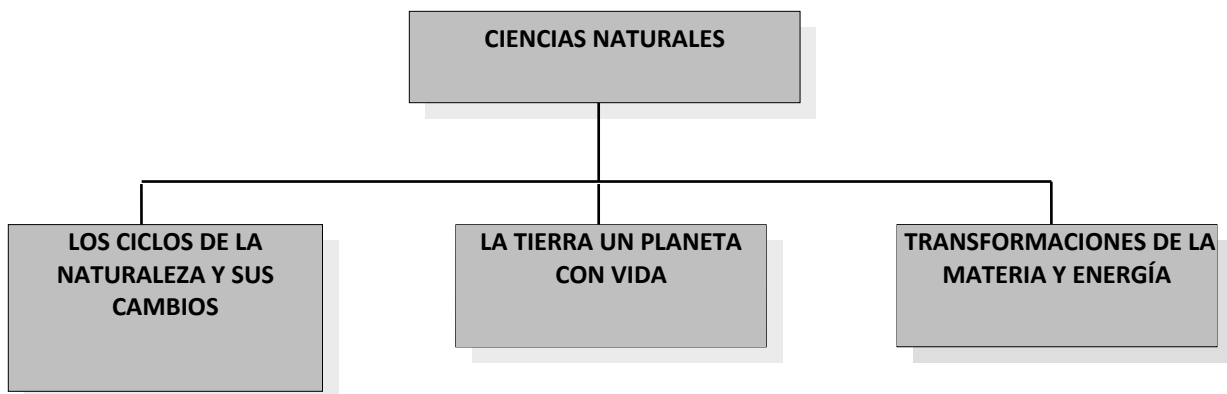 CIENCIAS NATURALES
LOS CICLOS DE LA
NATURALEZA Y SUS
CAMBIOS
LA TIERRA UN PLANETA
CON VIDA
TRANSFORMACIONES DE LA
MATERIA Y ENERGÍA